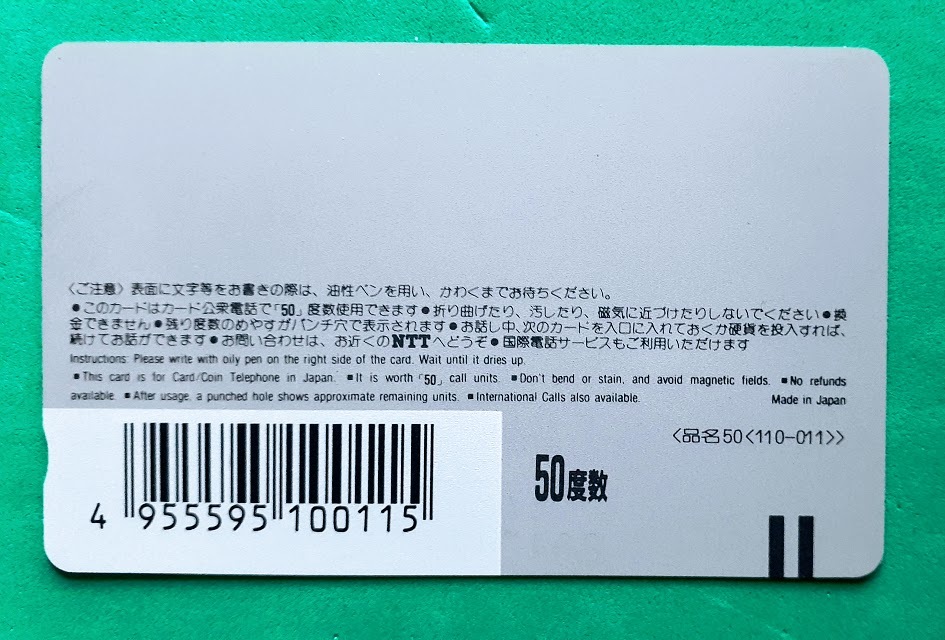 〈ご注意〉表面に文字等をお書きの際は、油性ペンを用い、かわくまでお待ちください。
●このカードはカード公衆電話で「50」度数使用できます●折り曲げたり、汚したり、磁気に近づけたりしないでください●換
金できません●残り度数のめやすがパンチ穴で表示されます●お話し中、次のカードを入口に入れておくか硬貨を投入すれば、
続けてお話ができます●お問い合わせは、お近くのNTTへどうぞ●国際電話サービスもご利用いただけます
Instructions: Please write with oily pen on the right side of the card. Wait until it dries up.
■This card is for Card/Coin Telephone in Japan. ■It is worth「50」call units. ■Don't bend or stain, and avoid magnetic fields. ■No refunds
available. ■After usage, a punched hole shows approximate remaining units. ■International Calls also available. Made in Japan
〈品名50〈110-011〉〉
50度数
4 955595 100115